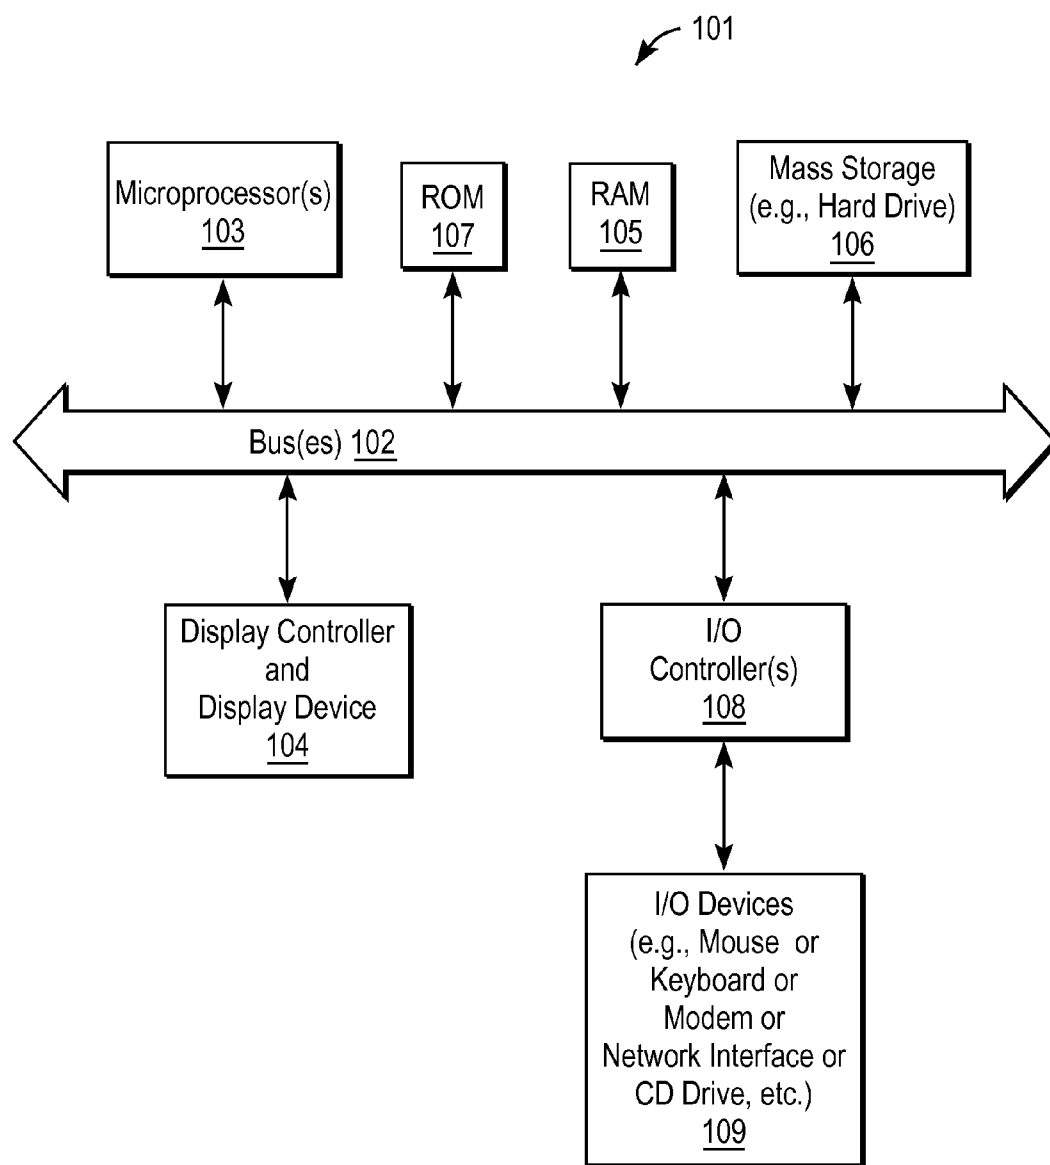 101
Microprocessor(s)
103
ROM
107
RAM
105
Mass Storage
(e.g., Hard Drive)
106
Bus(es) 102
Display Controller
and
Display Device
104
I/O
Controller(s)
108
I/O Devices
(e.g., Mouse or
Keyboard or
Modem or
Network Interface or
CD Drive, etc.)
109